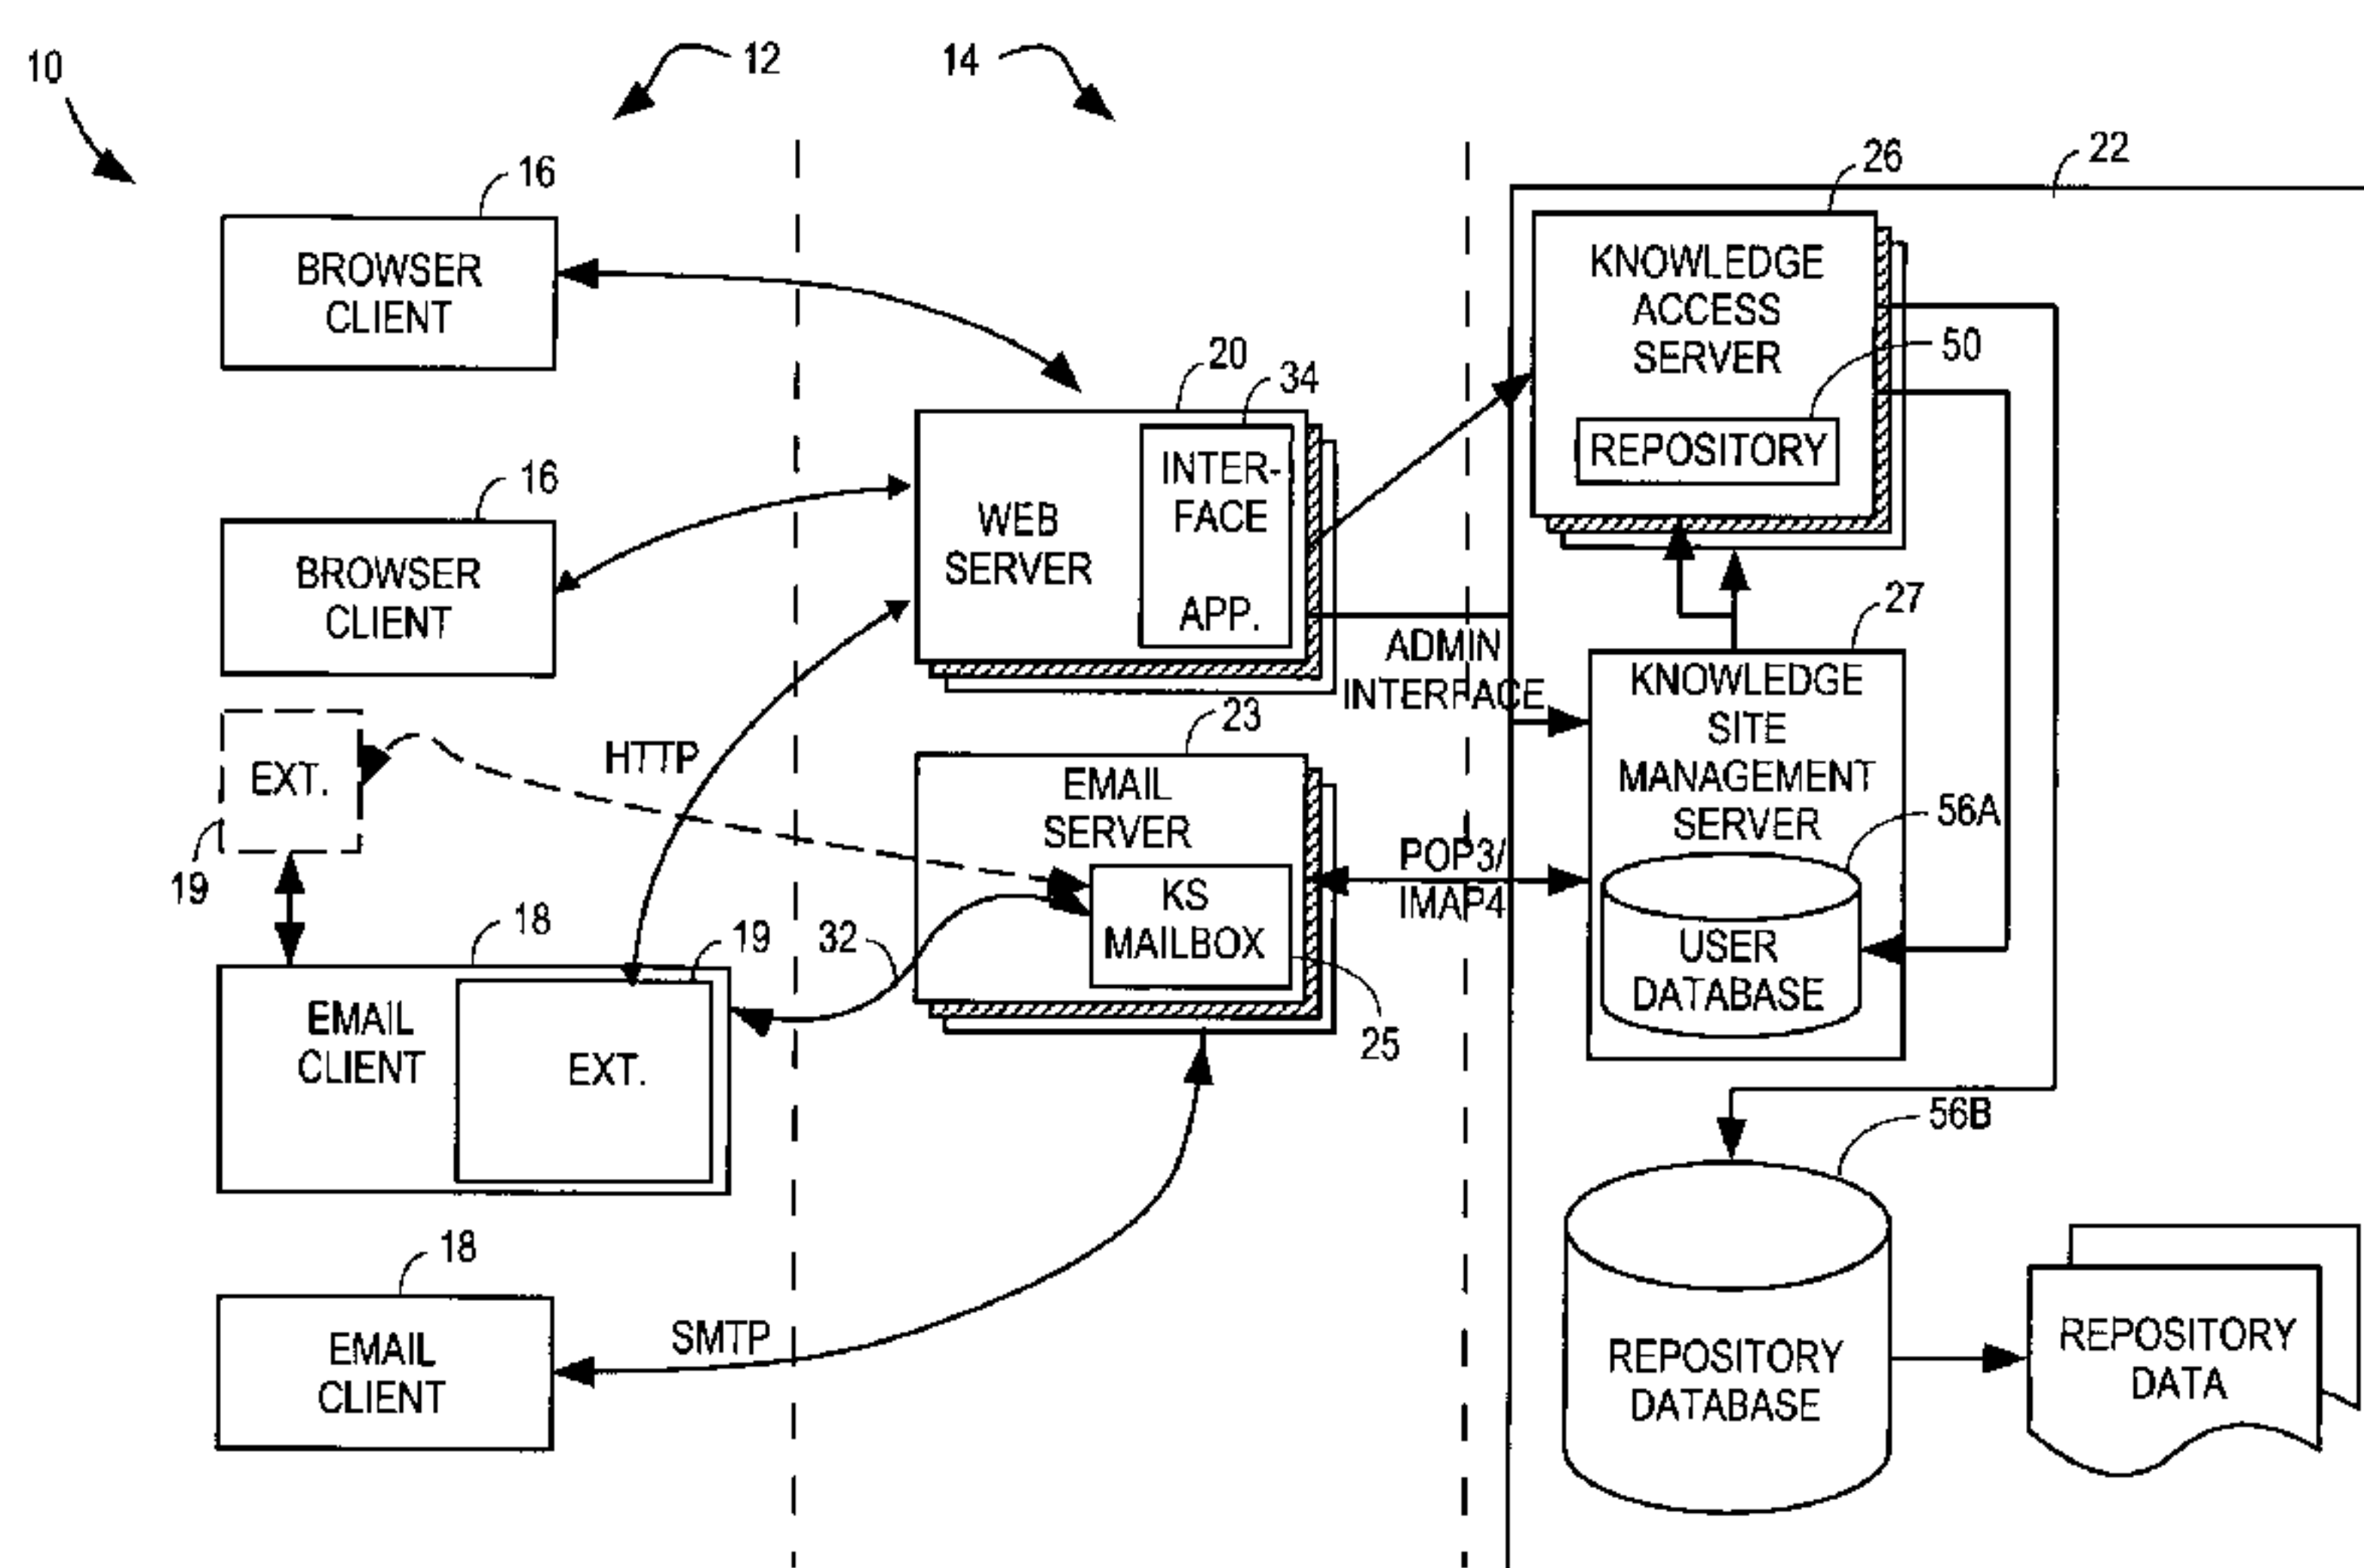 10
12
14
16
BROWSER
CLIENT
16
BROWSER
CLIENT
EXT.
19
HTTP
18
19
EMAIL
CLIENT
EXT.
32
18
EMAIL
CLIENT
SMTP
20
34
WEB
SERVER
INTER-
FACE
APP.
23
EMAIL
SERVER
KS
MAILBOX
25
ADMIN
INTERFACE
POP3/
IMAP4
22
26
KNOWLEDGE
ACCESS
SERVER
50
REPOSITORY
27
KNOWLEDGE
SITE
MANAGEMENT
SERVER
56A
USER
DATABASE
56B
REPOSITORY
DATABASE
REPOSITORY
DATA